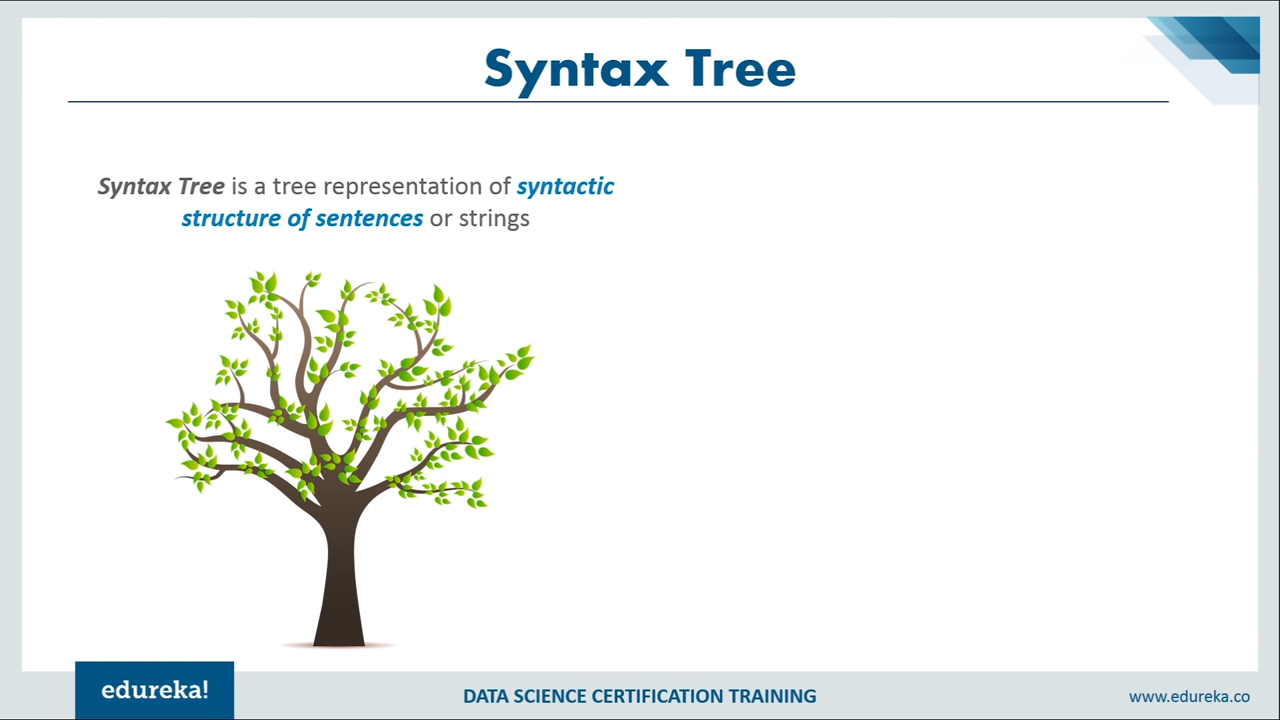 Syntax Tree
Syntax Tree is a tree representation of syntactic
structure of sentences or strings
edureka!
DATA SCIENCE CERTIFICATION TRAINING
www.edureka.co